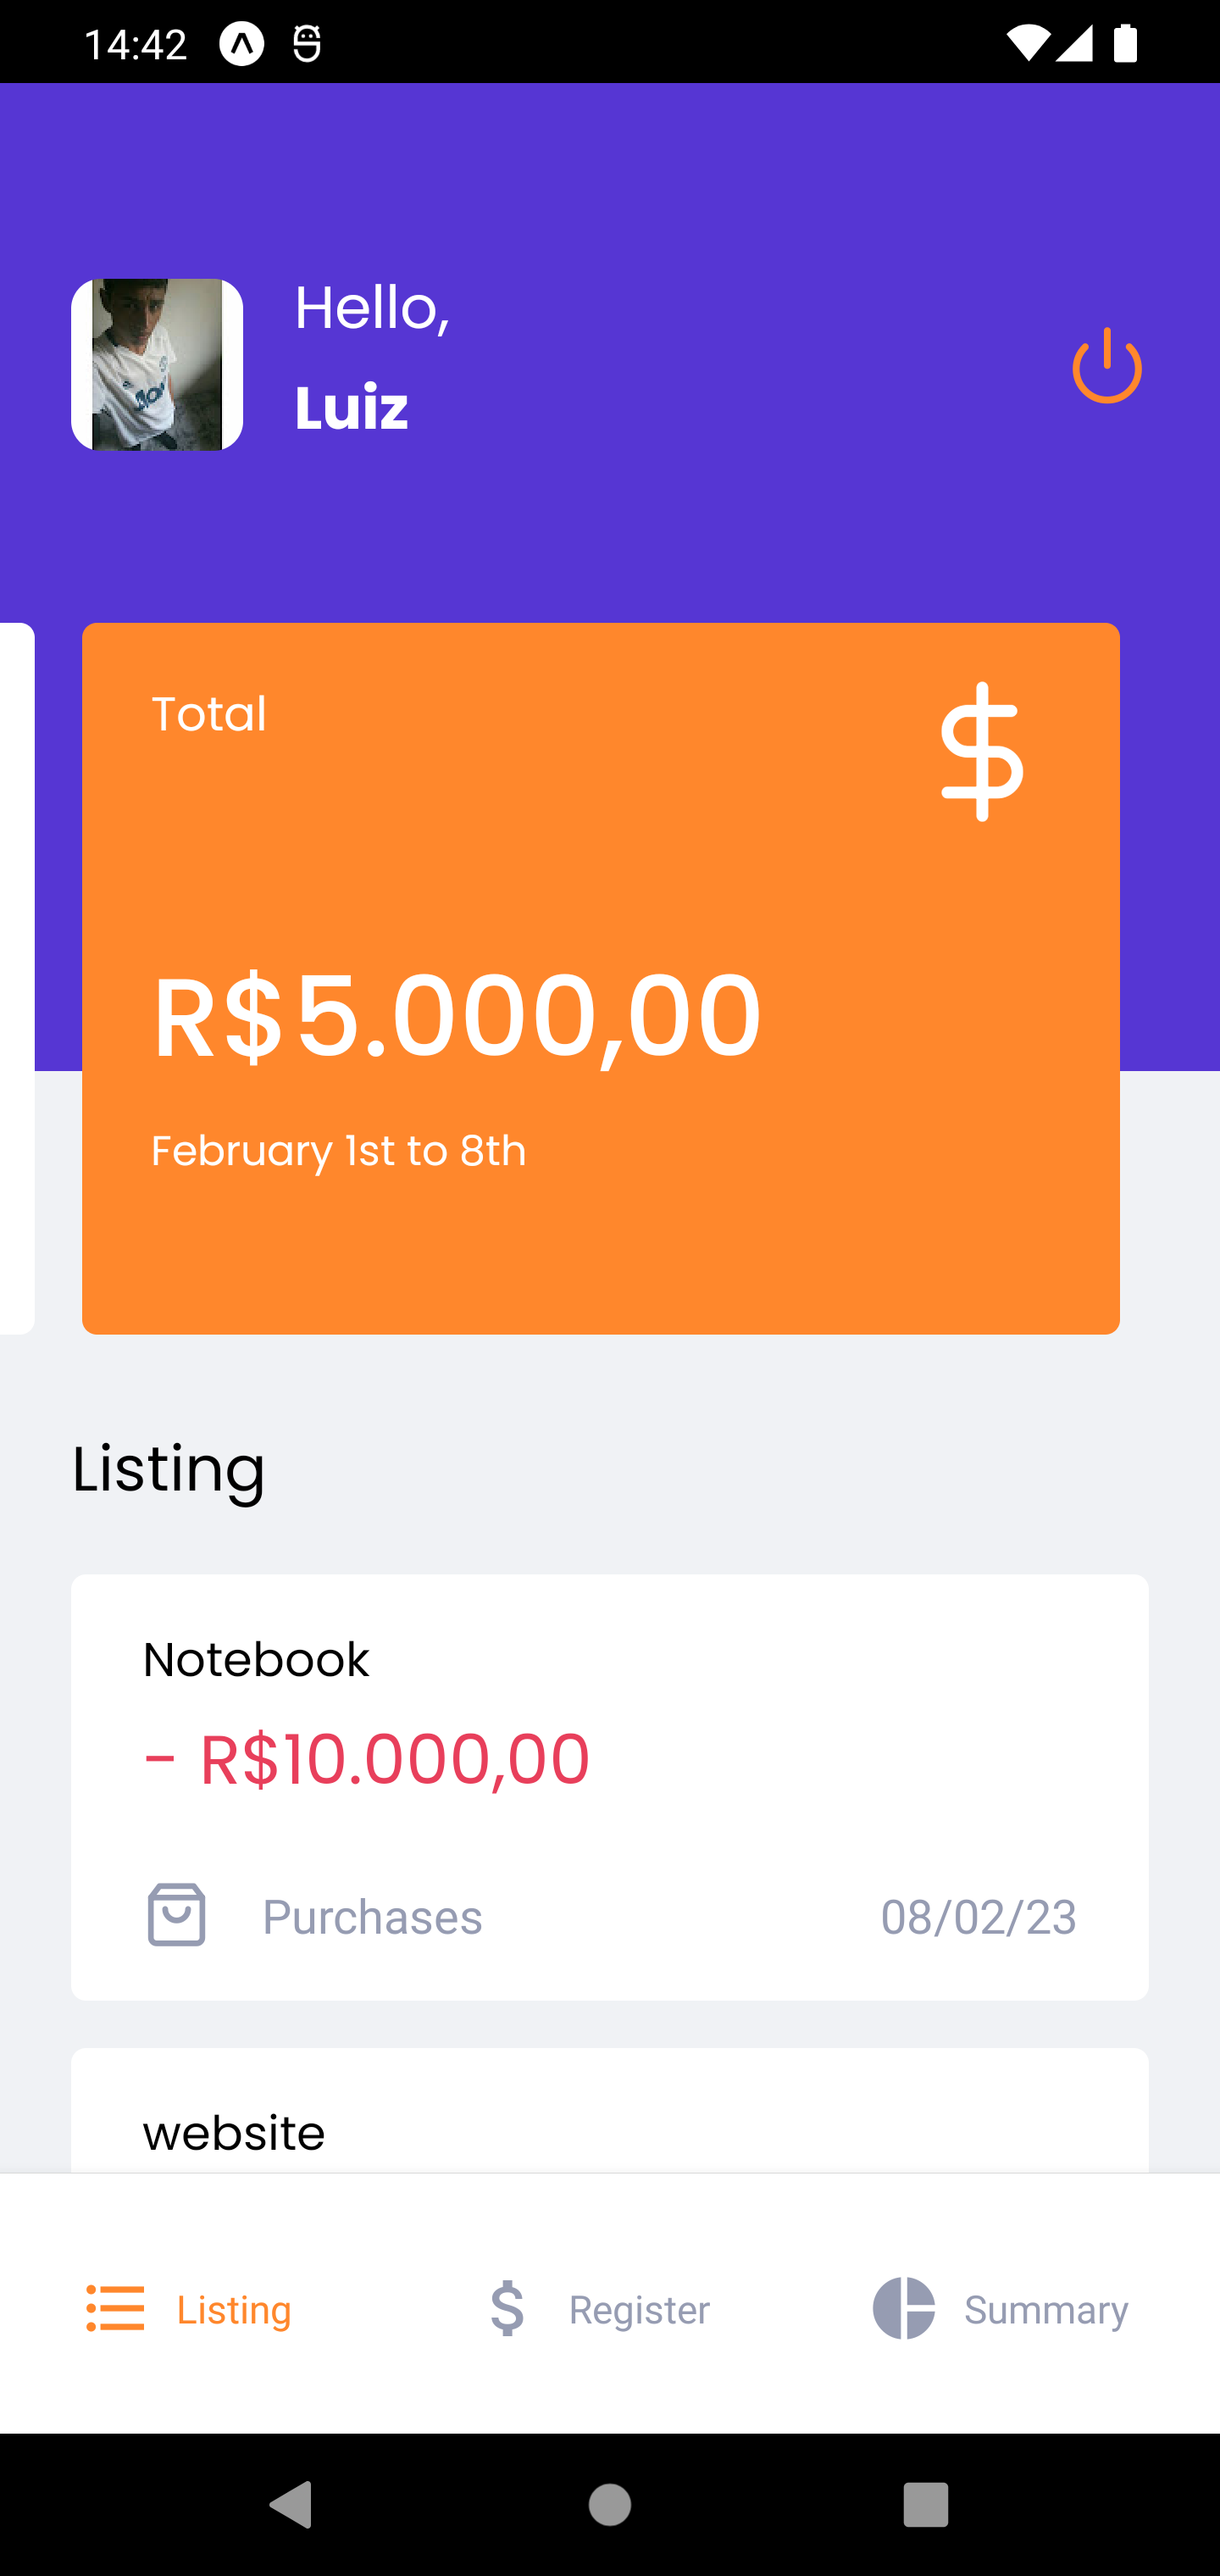 14:42
Hello,
Luiz
Total
R$5.000,00
February 1st to 8th
Listing
Notebook
- R$10.000,00
Purchases 08/02/23
website
Listing Register Summary